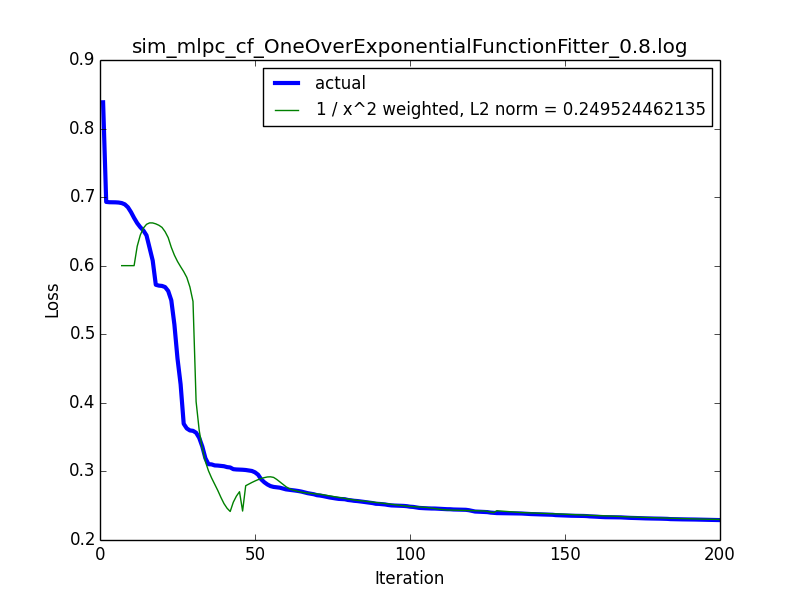 sim_mlpc_cf_OneOverExponentialFunctionFitter_0.8.log
0.9
actual
1 / x^2 weighted, L2 norm = 0.249524462135
0.8
0.7
0.6
0.5
0.4
0.3
0.2
Loss
0
50
100
150
200
Iteration